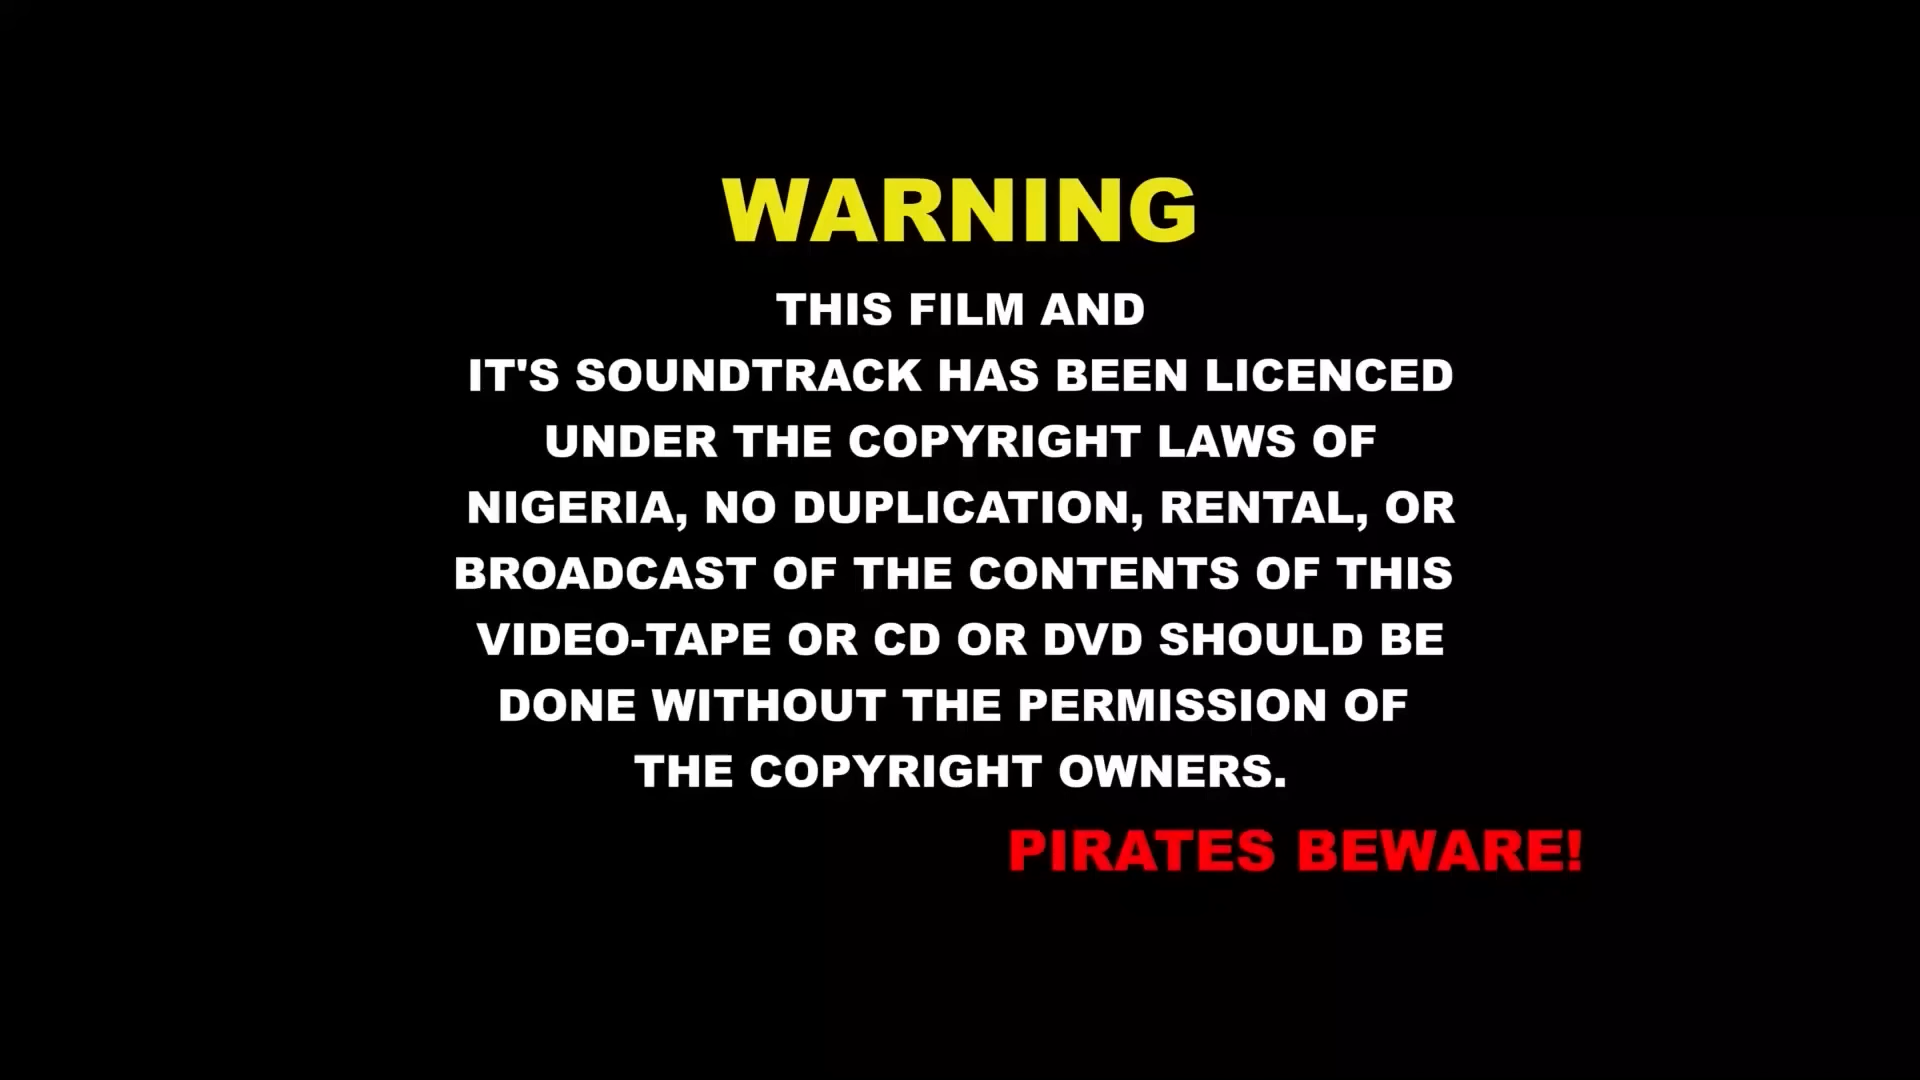 WARNING
THIS FILM AND
IT'S SOUNDTRACK HAS BEEN LICENCED
UNDER THE COPYRIGHT LAWS OF
NIGERIA, NO DUPLICATION, RENTAL, OR
BROADCAST OF THE CONTENTS OF THIS
VIDEO-TAPE OR CD OR DVD SHOULD BE
DONE WITHOUT THE PERMISSION OF
THE COPYRIGHT OWNERS.
PIRATES BEWARE!